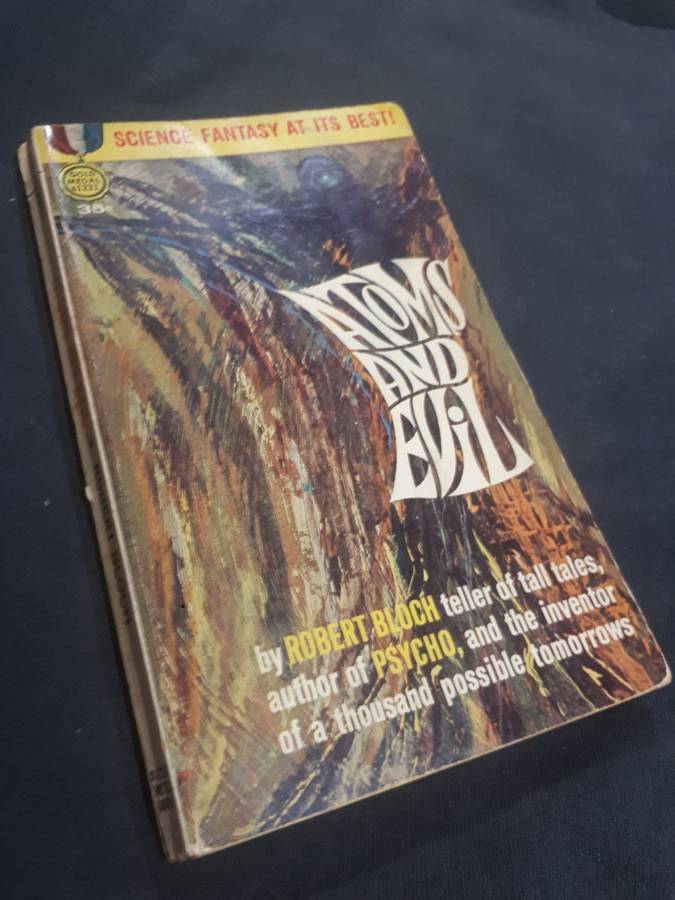 SCIENCE FANTASY AT ITS BEST!
GOLD
MEDAL
s1231
35¢
ATOMS
AND
EViL
by ROBERT BLOCH teller of tall tales,
author of PSYCHO, and the inventor
of a thousand possible tomorrows